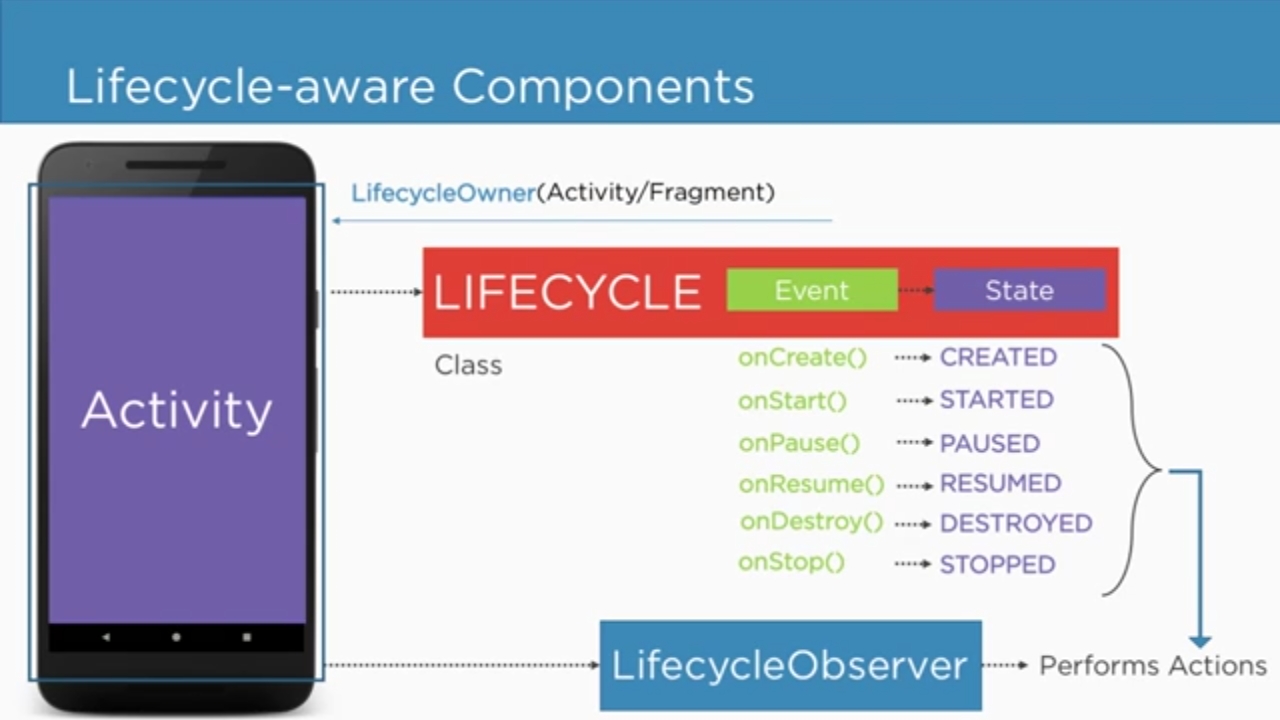 Lifecycle-aware Components
LifecycleOwner(Activity/Fragment)
LIFECYCLE Event State
Class
onCreate() CREATED
onStart() STARTED
onPause() PAUSED
onResume() RESUMED
onDestroy() DESTROYED
onStop() STOPPED
Activity
LifecycleObserver Performs Actions